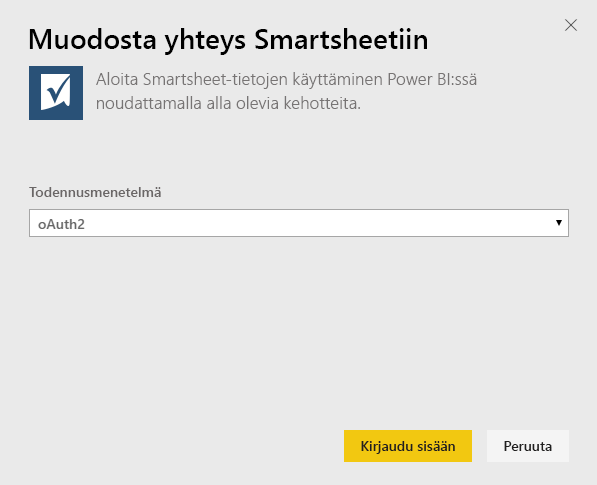 Muodosta yhteys Smartsheetiin
Aloita Smartsheet-tietojen käyttäminen Power BI:ssä
noudattamalla alla olevia kehotteita.
Todennusmenetelmä
oAuth2
Kirjaudu sisään
Peruuta